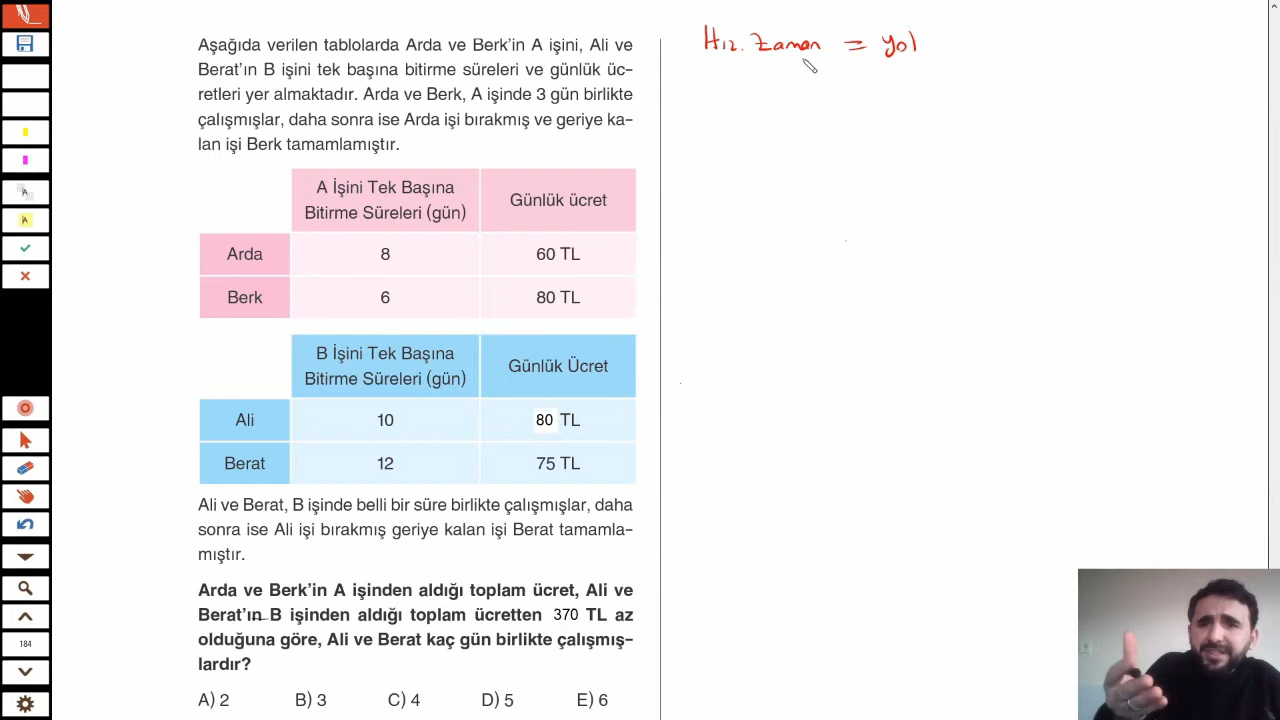 Aşağıda verilen tablolarda Arda ve Berk'in A işini, Ali ve
Berat'ın B işini tek başına bitirme süreleri ve günlük üc-
retleri yer almaktadır. Arda ve Berk, A işinde 3 gün birlikte
çalışmışlar, daha sonra ise Arda işi bırakmış ve geriye ka-
lan işi Berk tamamlamıştır.
A İşini Tek Başına
Bitirme Süreleri (gün)
Günlük ücret
Arda 8 60 TL
Berk 6 80 TL
B İşini Tek Başına
Bitirme Süreleri (gün)
Günlük Ücret
Ali 10 80 TL
Berat 12 75 TL
Ali ve Berat, B işinde belli bir süre birlikte çalışmışlar, daha
sonra ise Ali işi bırakmış geriye kalan işi Berat tamamla-
mıştır.
Arda ve Berk'in A işinden aldığı toplam ücret, Ali ve
Berat'ın B işinden aldığı toplam ücretten 370 TL az
olduğuna göre, Ali ve Berat kaç gün birlikte çalışmış-
lardır?
A) 2 B) 3 C) 4 D) 5 E) 6
Hız. Zaman = yol
184
A
A